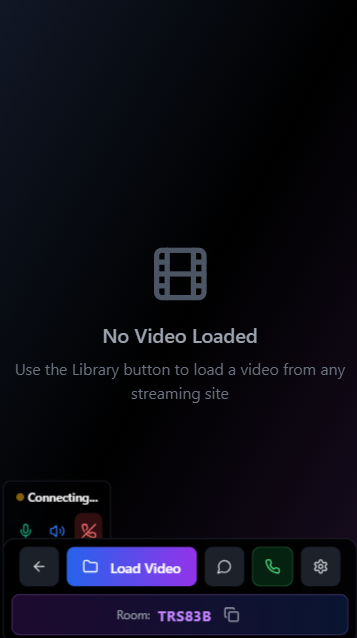 No Video Loaded
Use the Library button to load a video from any
streaming site
Connecting...
Load Video
Room: TRS83B